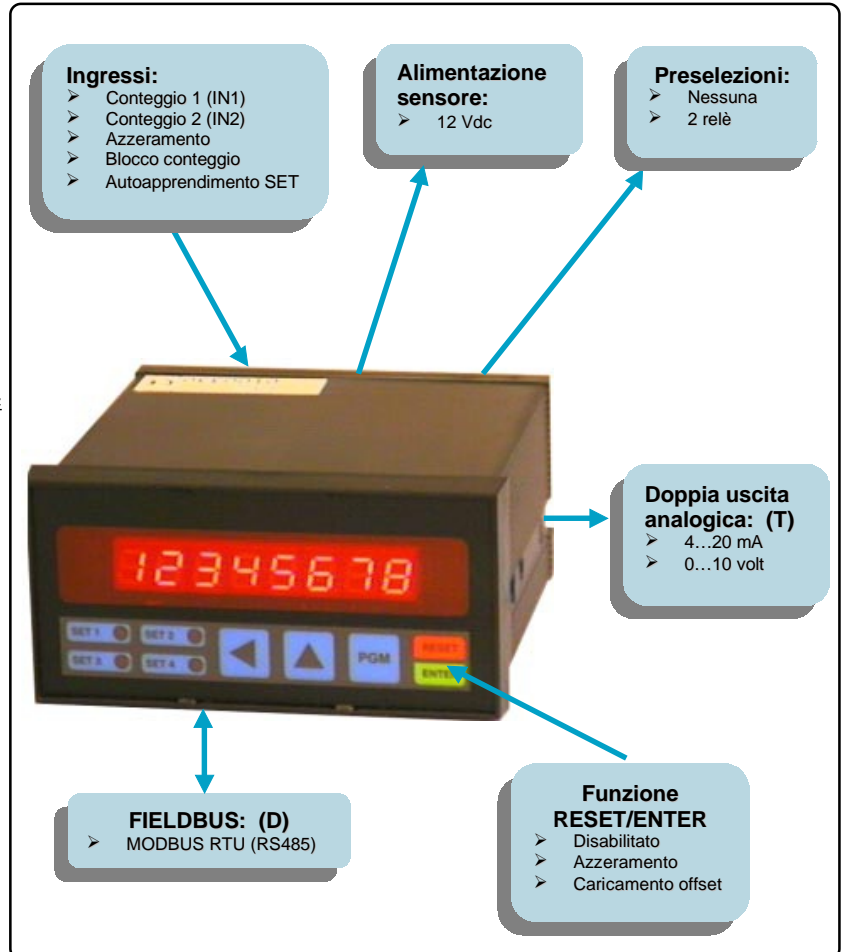 Ingressi:
➢ Conteggio 1 (IN1)
➢ Conteggio 2 (IN2)
➢ Azzeramento
➢ Blocco conteggio
➢ Autoapprendimento SET
Alimentazione
sensore:
➢ 12 Vdc
Preselezioni:
➢ Nessuna
➢ 2 relè
Doppia uscita
analogica: (T)
➢ 4…20 mA
➢ 0…10 volt
12345678
SET 1 SET 2
SET 3 SET 4
PGM
RESET
ENTER
FIELDBUS: (D)
➢ MODBUS RTU (RS485)
Funzione
RESET/ENTER
➢ Disabilitato
➢ Azzeramento
➢ Caricamento offset